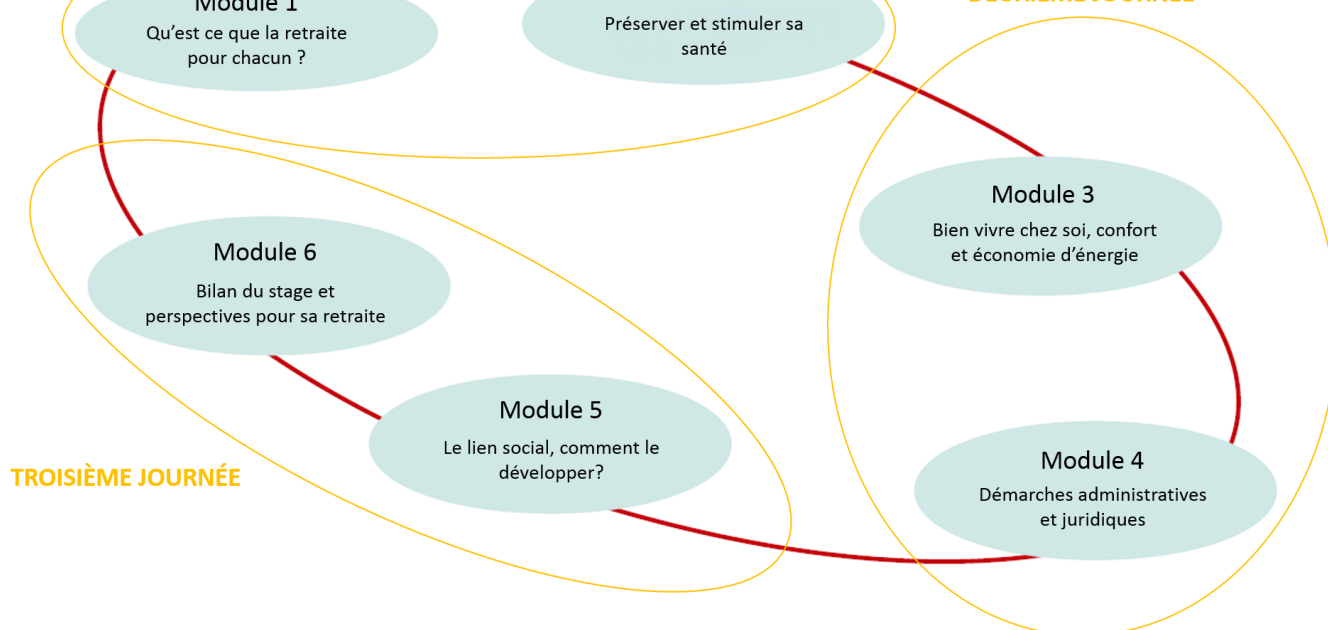 Module 1
Qu'est ce que la retraite
pour chacun ?
Préserver et stimuler sa
santé
DEUXIÈME JOURNÉE
Module 3
Bien vivre chez soi, confort
et économie d'énergie
Module 6
Bilan du stage et
perspectives pour sa retraite
Module 5
Le lien social, comment le
développer?
TROISIÈME JOURNÉE
Module 4
Démarches administratives
et juridiques